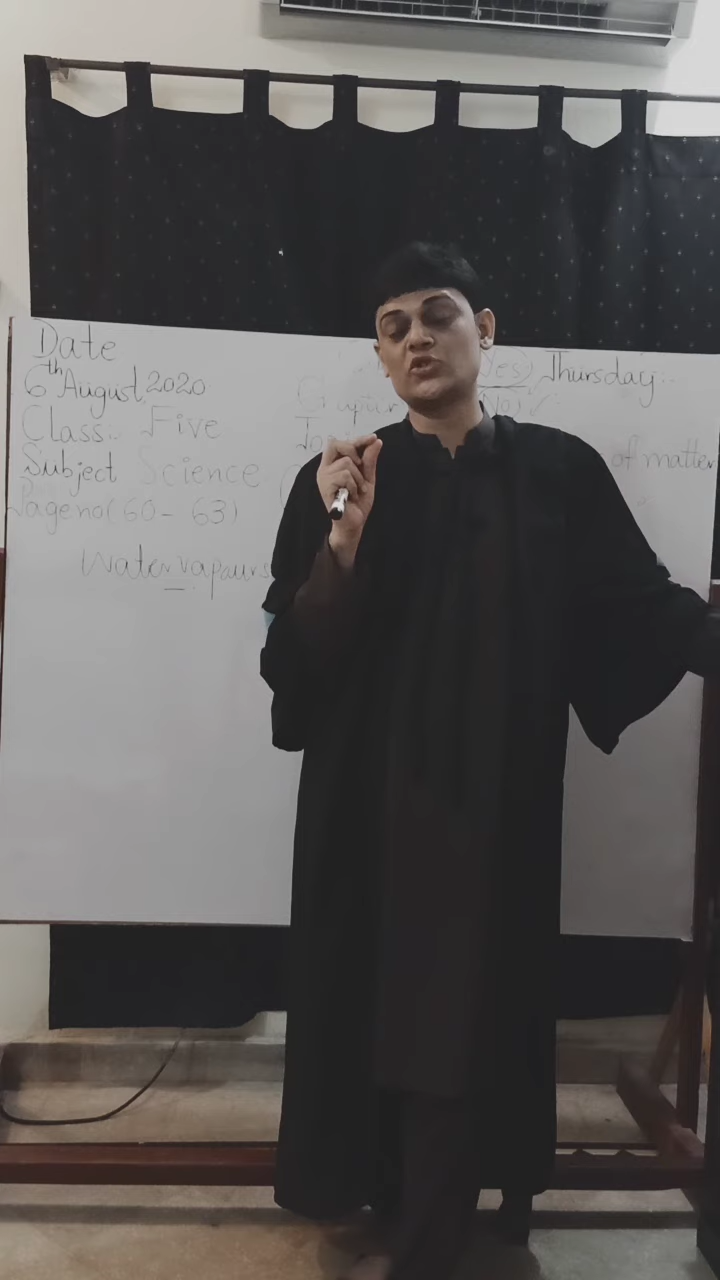 Date
6th August, 2020
Class:- Five
Subject Science
Page no (60 - 63)
Water vapours
(Yes) Thursday:-
(No)
of matter